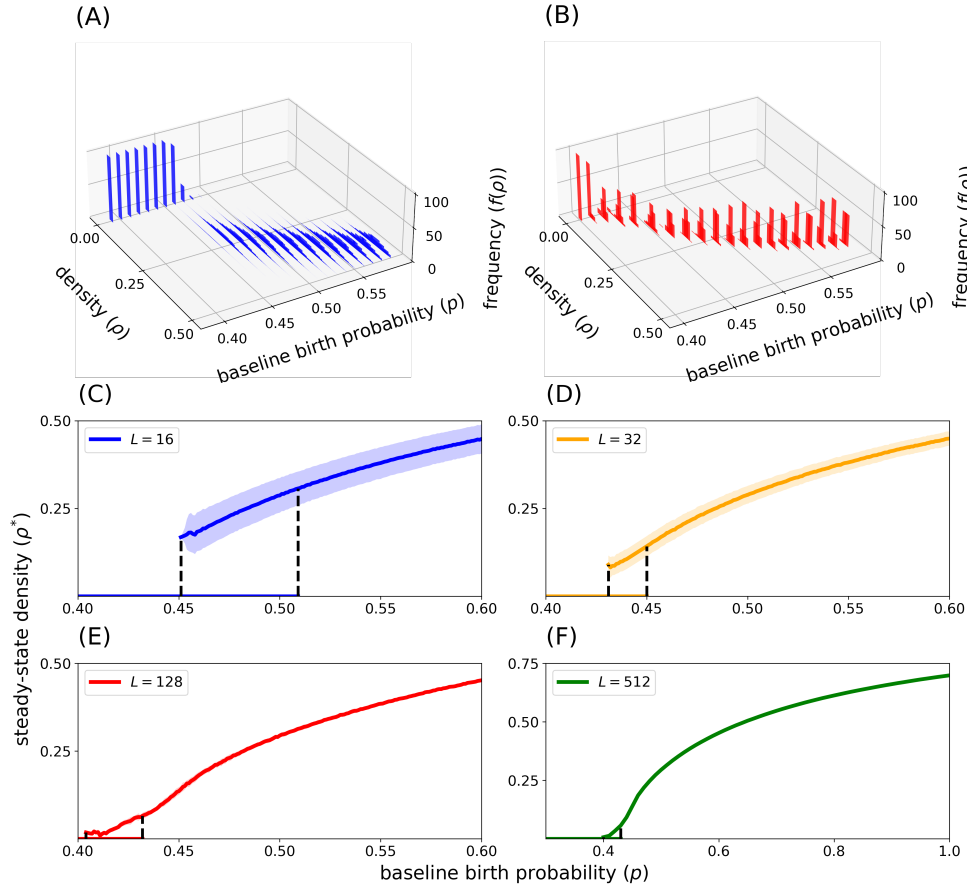 (A)
(B)
100
50
0
frequency (f(ρ))
0.00
0.25
0.50
density (ρ)
0.40
0.45
0.50
0.55
baseline birth probability (p)
100
50
0
frequency (f(ρ))
0.00
0.25
0.50
density (ρ)
0.40
0.45
0.50
0.55
baseline birth probability (p)
(C)
(D)
0.50
0.25
L = 16
0.40 0.45 0.50 0.55 0.60
0.50
0.25
L = 32
0.40 0.45 0.50 0.55 0.60
steady-state density (ρ*)
(E)
(F)
0.50
0.25
L = 128
0.40 0.45 0.50 0.55 0.60
0.75
0.50
0.25
L = 512
0.4 0.6 0.8 1.0
baseline birth probability (p)